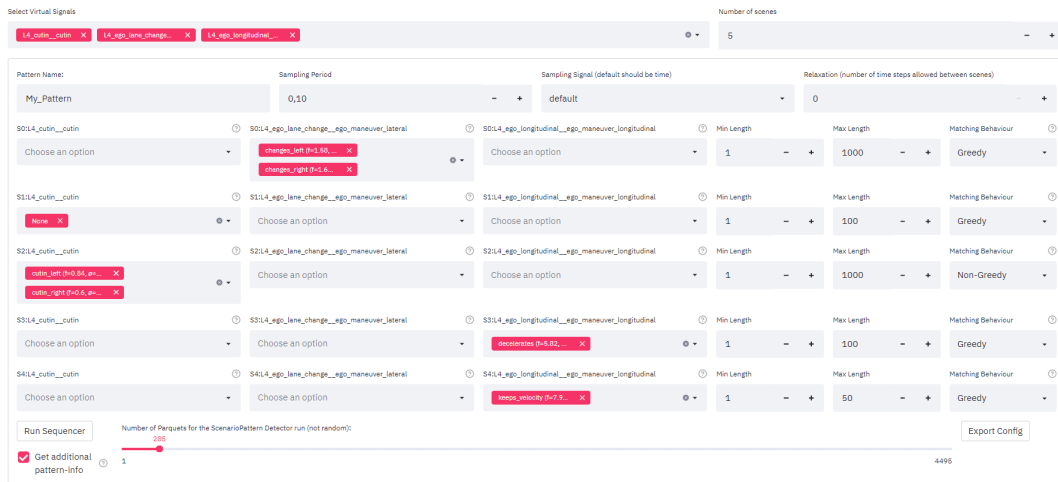 Select Virtual Signals
Number of scenes
L4_cutin__cutin
L4_ego_lane_change...
L4_ego_longitudinal_...
5
Pattern Name:
Sampling Period
Sampling Signal (default should be time)
Relaxation (number of time steps allowed between scenes)
My_Pattern
0,10
default
0
S0:L4_cutin__cutin
S0:L4_ego_lane_change__ego_maneuver_lateral
S0:L4_ego_longitudinal__ego_maneuver_longitudinal
Min Length
Max Length
Matching Behaviour
Choose an option
changes_left (f=1.58, ...
changes_right (f=1.6...
Choose an option
1
1000
Greedy
S1:L4_cutin__cutin
S1:L4_ego_lane_change__ego_maneuver_lateral
S1:L4_ego_longitudinal__ego_maneuver_longitudinal
Min Length
Max Length
Matching Behaviour
None
Choose an option
Choose an option
1
100
Greedy
S2:L4_cutin__cutin
S2:L4_ego_lane_change__ego_maneuver_lateral
S2:L4_ego_longitudinal__ego_maneuver_longitudinal
Min Length
Max Length
Matching Behaviour
cutin_left (f=0.84, ø=...
cutin_right (f=0.6, ø=...
Choose an option
Choose an option
1
1000
Non-Greedy
S3:L4_cutin__cutin
S3:L4_ego_lane_change__ego_maneuver_lateral
S3:L4_ego_longitudinal__ego_maneuver_longitudinal
Min Length
Max Length
Matching Behaviour
Choose an option
Choose an option
decelerates (f=5.82, ...
1
100
Greedy
S4:L4_cutin__cutin
S4:L4_ego_lane_change__ego_maneuver_lateral
S4:L4_ego_longitudinal__ego_maneuver_longitudinal
Min Length
Max Length
Matching Behaviour
Choose an option
Choose an option
keeps_velocity (f=7.9...
1
50
Greedy
Run Sequencer
Number of Parquets for the ScenarioPattern Detector run (not random):
286
Export Config
Get additional
pattern-info
1
4495